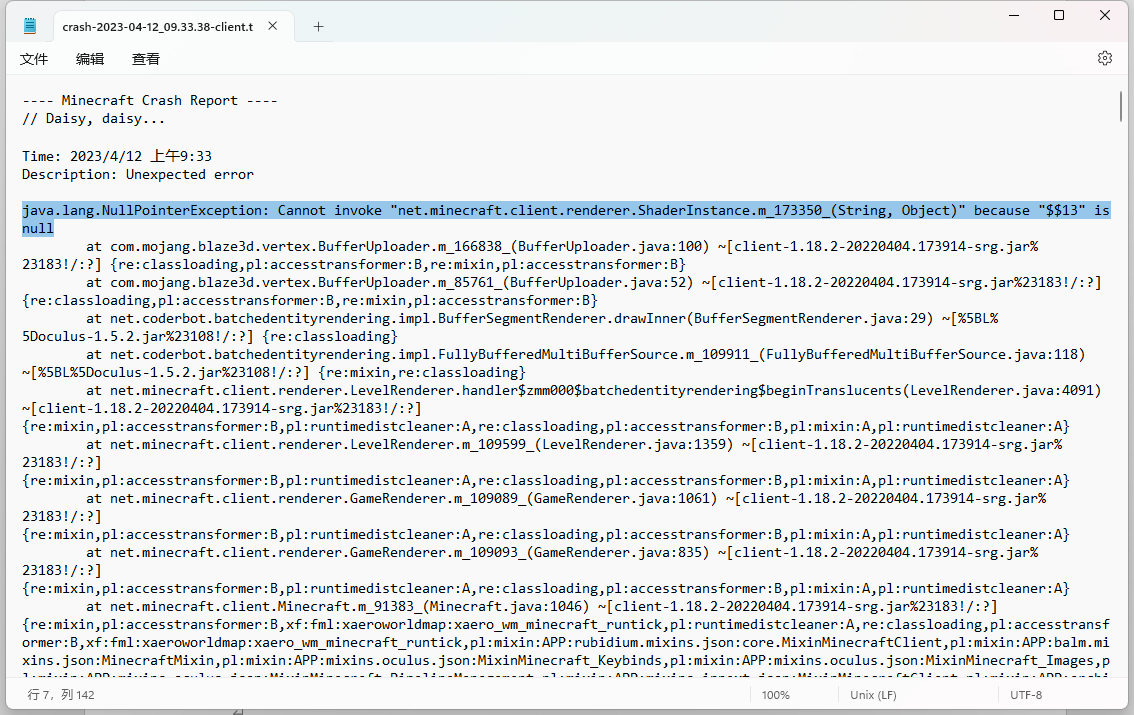 crash-2023-04-12_09.33.38-client.t
文件 编辑 查看
---- Minecraft Crash Report ----
// Daisy, daisy...
Time: 2023/4/12 上午9:33
Description: Unexpected error
java.lang.NullPointerException: Cannot invoke "net.minecraft.client.renderer.ShaderInstance.m_173350_(String, Object)" because "$$13" is
null
at com.mojang.blaze3d.vertex.BufferUploader.m_166838_(BufferUploader.java:100) ~[client-1.18.2-20220404.173914-srg.jar%
23183!/:?] {re:classloading,pl:accesstransformer:B,re:mixin,pl:accesstransformer:B}
at com.mojang.blaze3d.vertex.BufferUploader.m_85761_(BufferUploader.java:52) ~[client-1.18.2-20220404.173914-srg.jar%23183!/:?]
{re:classloading,pl:accesstransformer:B,re:mixin,pl:accesstransformer:B}
at net.coderbot.batchedentityrendering.impl.BufferSegmentRenderer.drawInner(BufferSegmentRenderer.java:29) ~[%5BL%
5Doculus-1.5.2.jar%23108!/:?] {re:classloading}
at net.coderbot.batchedentityrendering.impl.FullyBufferedMultiBufferSource.m_109911_(FullyBufferedMultiBufferSource.java:118)
~[%5BL%5Doculus-1.5.2.jar%23108!/:?] {re:mixin,re:classloading}
at net.minecraft.client.renderer.LevelRenderer.handler$zmm000$batchedentityrendering$beginTranslucents(LevelRenderer.java:4091)
~[client-1.18.2-20220404.173914-srg.jar%23183!/:?]
{re:mixin,pl:accesstransformer:B,pl:runtimedistcleaner:A,re:classloading,pl:accesstransformer:B,pl:mixin:A,pl:runtimedistcleaner:A}
at net.minecraft.client.renderer.LevelRenderer.m_109599_(LevelRenderer.java:1359) ~[client-1.18.2-20220404.173914-srg.jar%
23183!/:?]
{re:mixin,pl:accesstransformer:B,pl:runtimedistcleaner:A,re:classloading,pl:accesstransformer:B,pl:mixin:A,pl:runtimedistcleaner:A}
at net.minecraft.client.renderer.GameRenderer.m_109089_(GameRenderer.java:1061) ~[client-1.18.2-20220404.173914-srg.jar%
23183!/:?]
{re:mixin,pl:accesstransformer:B,pl:runtimedistcleaner:A,re:classloading,pl:accesstransformer:B,pl:mixin:A,pl:runtimedistcleaner:A}
at net.minecraft.client.renderer.GameRenderer.m_109093_(GameRenderer.java:835) ~[client-1.18.2-20220404.173914-srg.jar%
23183!/:?]
{re:mixin,pl:accesstransformer:B,pl:runtimedistcleaner:A,re:classloading,pl:accesstransformer:B,pl:mixin:A,pl:runtimedistcleaner:A}
at net.minecraft.client.Minecraft.m_91383_(Minecraft.java:1046) ~[client-1.18.2-20220404.173914-srg.jar%23183!/:?]
{re:mixin,pl:accesstransformer:B,xf:fml:xaeroworldmap:xaero_wm_minecraft_runtick,pl:runtimedistcleaner:A,re:classloading,pl:accesstransf
ormer:B,xf:fml:xaeroworldmap:xaero_wm_minecraft_runtick,pl:mixin:APP:rubidium.mixins.json:core.MixinMinecraftClient,pl:mixin:APP:balm.mi
xins.json:MinecraftMixin,pl:mixin:APP:mixins.oculus.json:MixinMinecraft_Keybinds,pl:mixin:APP:mixins.oculus.json:MixinMinecraft_Images,p
行 7，列 142 100% Unix (LF) UTF-8